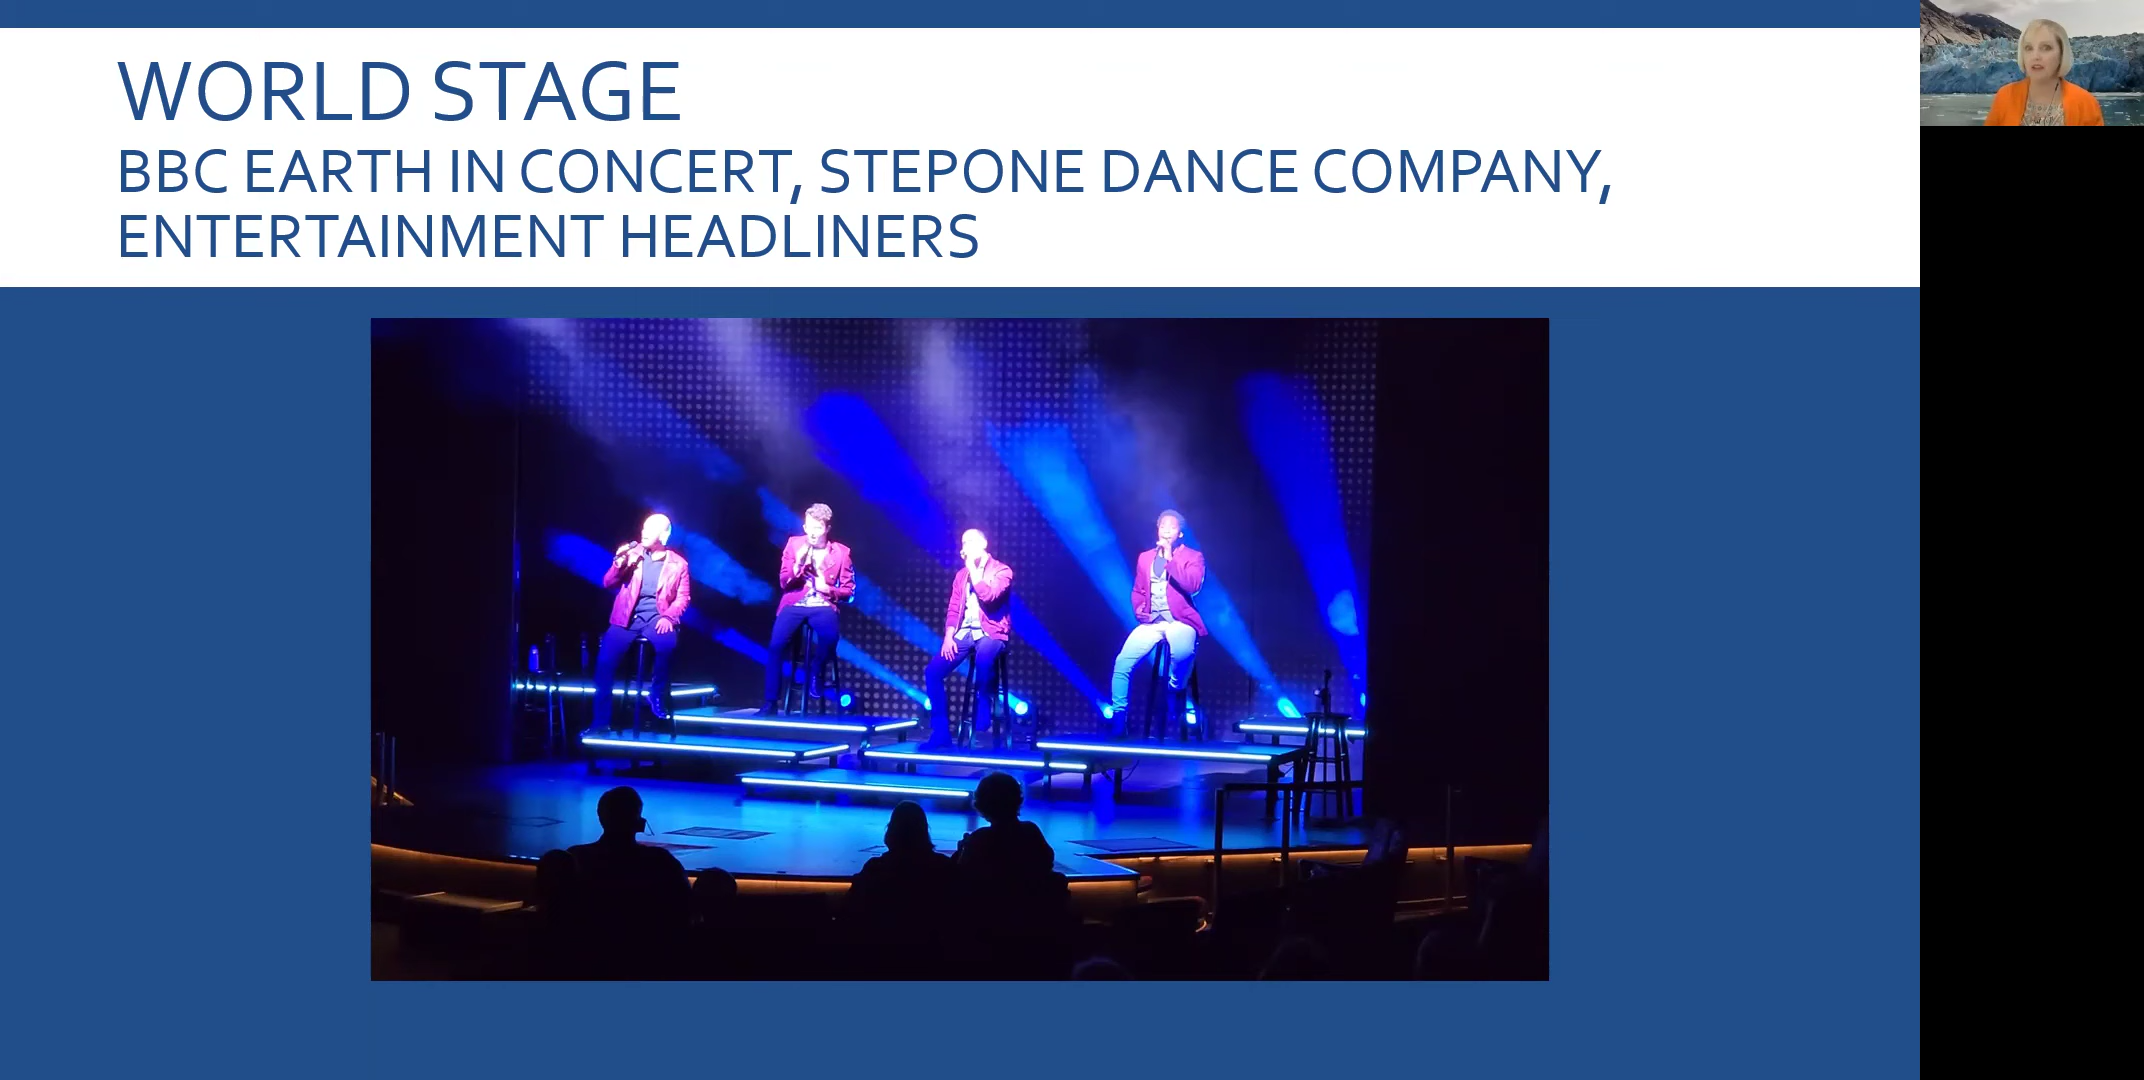 WORLD STAGE
BBC EARTH IN CONCERT, STEPONE DANCE COMPANY,
ENTERTAINMENT HEADLINERS